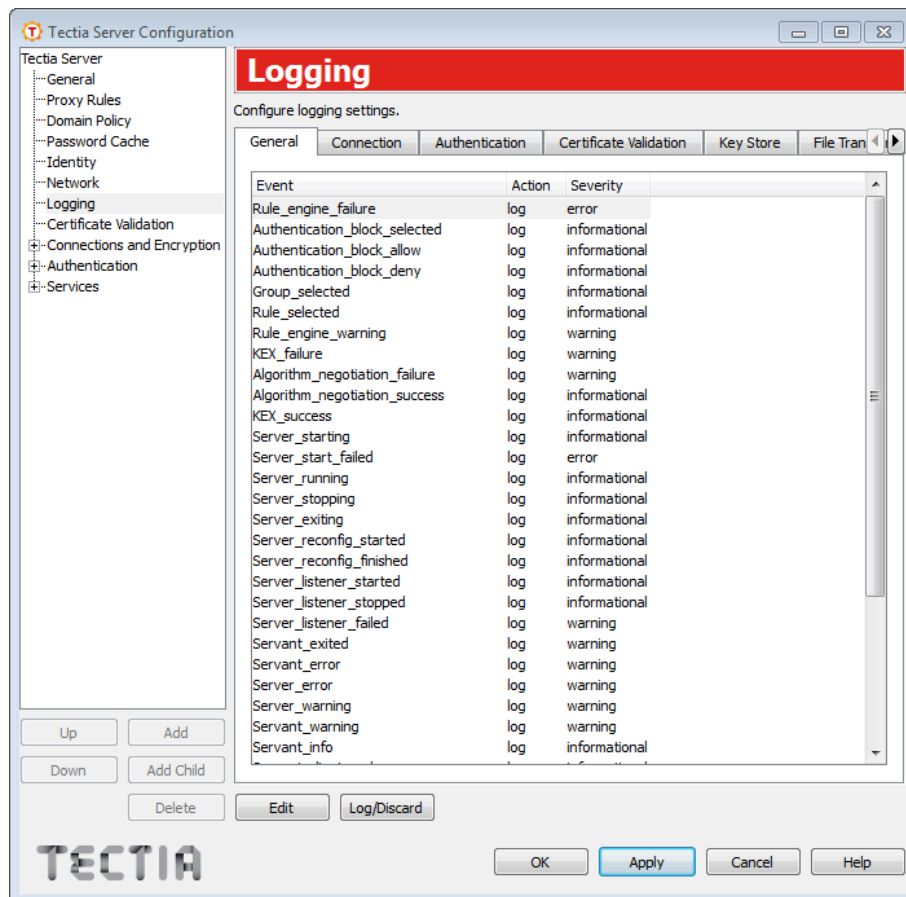 Tectia Server Configuration
Tectia Server
General
Proxy Rules
Domain Policy
Password Cache
Identity
Network
Logging
Certificate Validation
Connections and Encryption
Authentication
Services
Up
Add
Down
Add Child
Delete
TECTIA
Logging
Configure logging settings.
General Connection Authentication Certificate Validation Key Store File Tran
Event Action Severity
Rule_engine_failure log error
Authentication_block_selected log informational
Authentication_block_allow log informational
Authentication_block_deny log informational
Group_selected log informational
Rule_selected log informational
Rule_engine_warning log warning
KEX_failure log warning
Algorithm_negotiation_failure log warning
Algorithm_negotiation_success log informational
KEX_success log informational
Server_starting log informational
Server_start_failed log error
Server_running log informational
Server_stopping log informational
Server_exiting log informational
Server_reconfig_started log informational
Server_reconfig_finished log informational
Server_listener_started log informational
Server_listener_stopped log informational
Server_listener_failed log warning
Servant_exited log warning
Servant_error log warning
Server_error log warning
Server_warning log warning
Servant_warning log warning
Servant_info log informational
Edit Log/Discard
OK Apply Cancel Help